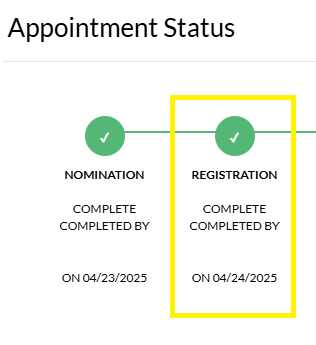 Appointment Status
NOMINATION
COMPLETE
COMPLETED BY
ON 04/23/2025
REGISTRATION
COMPLETE
COMPLETED BY
ON 04/24/2025